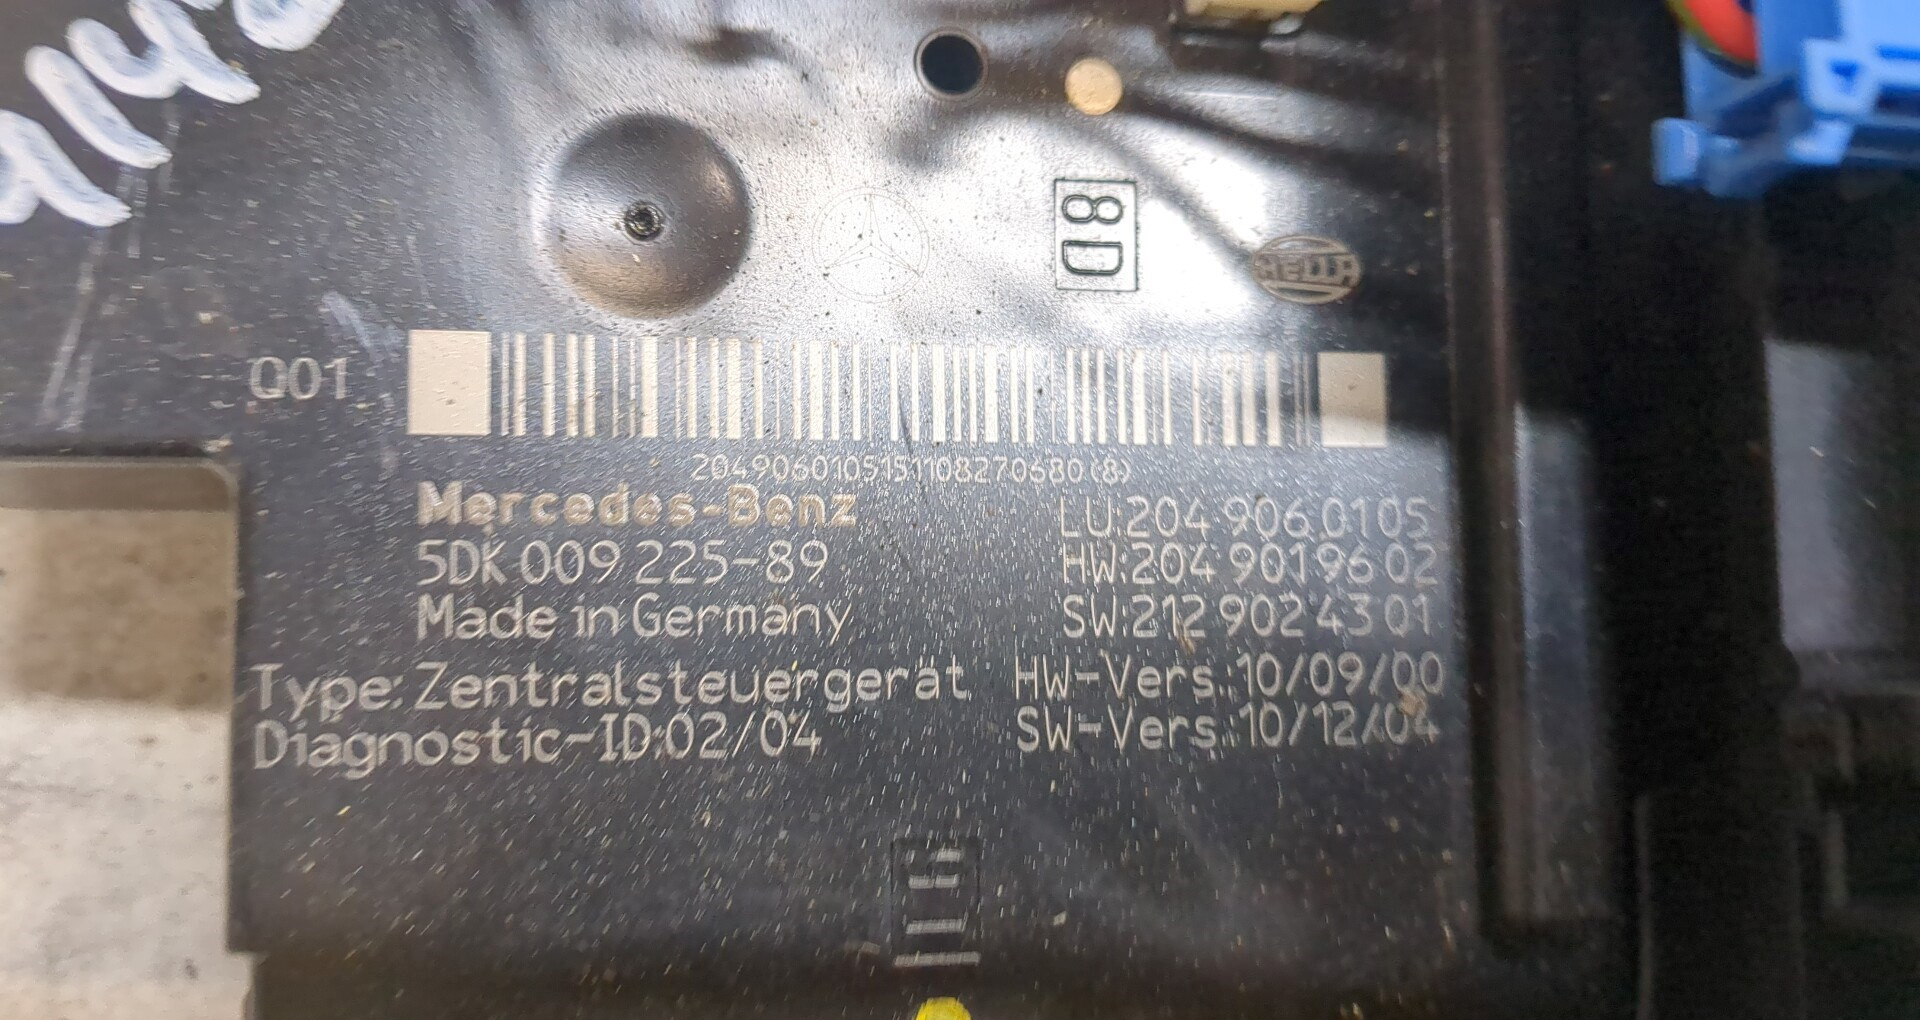 8D
HELLA
Q01
2049060105151108270680(8)
Mercedes-Benz
LU:204 906 01 05
5DK 009 225-89
HW:204 901 96 02
Made in Germany
SW:212 902 43 01
Type: Zentralsteuergerät
HW-Vers.:10/09/00
Diagnostic-ID:02/04
SW-Vers.:10/12/04